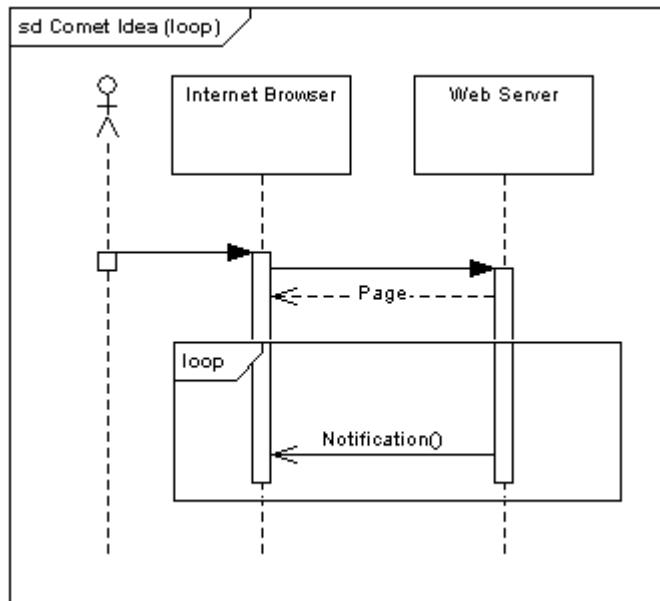 sd Comet Idea (loop)
Internet Browser
Web Server
Page
loop
Notification()